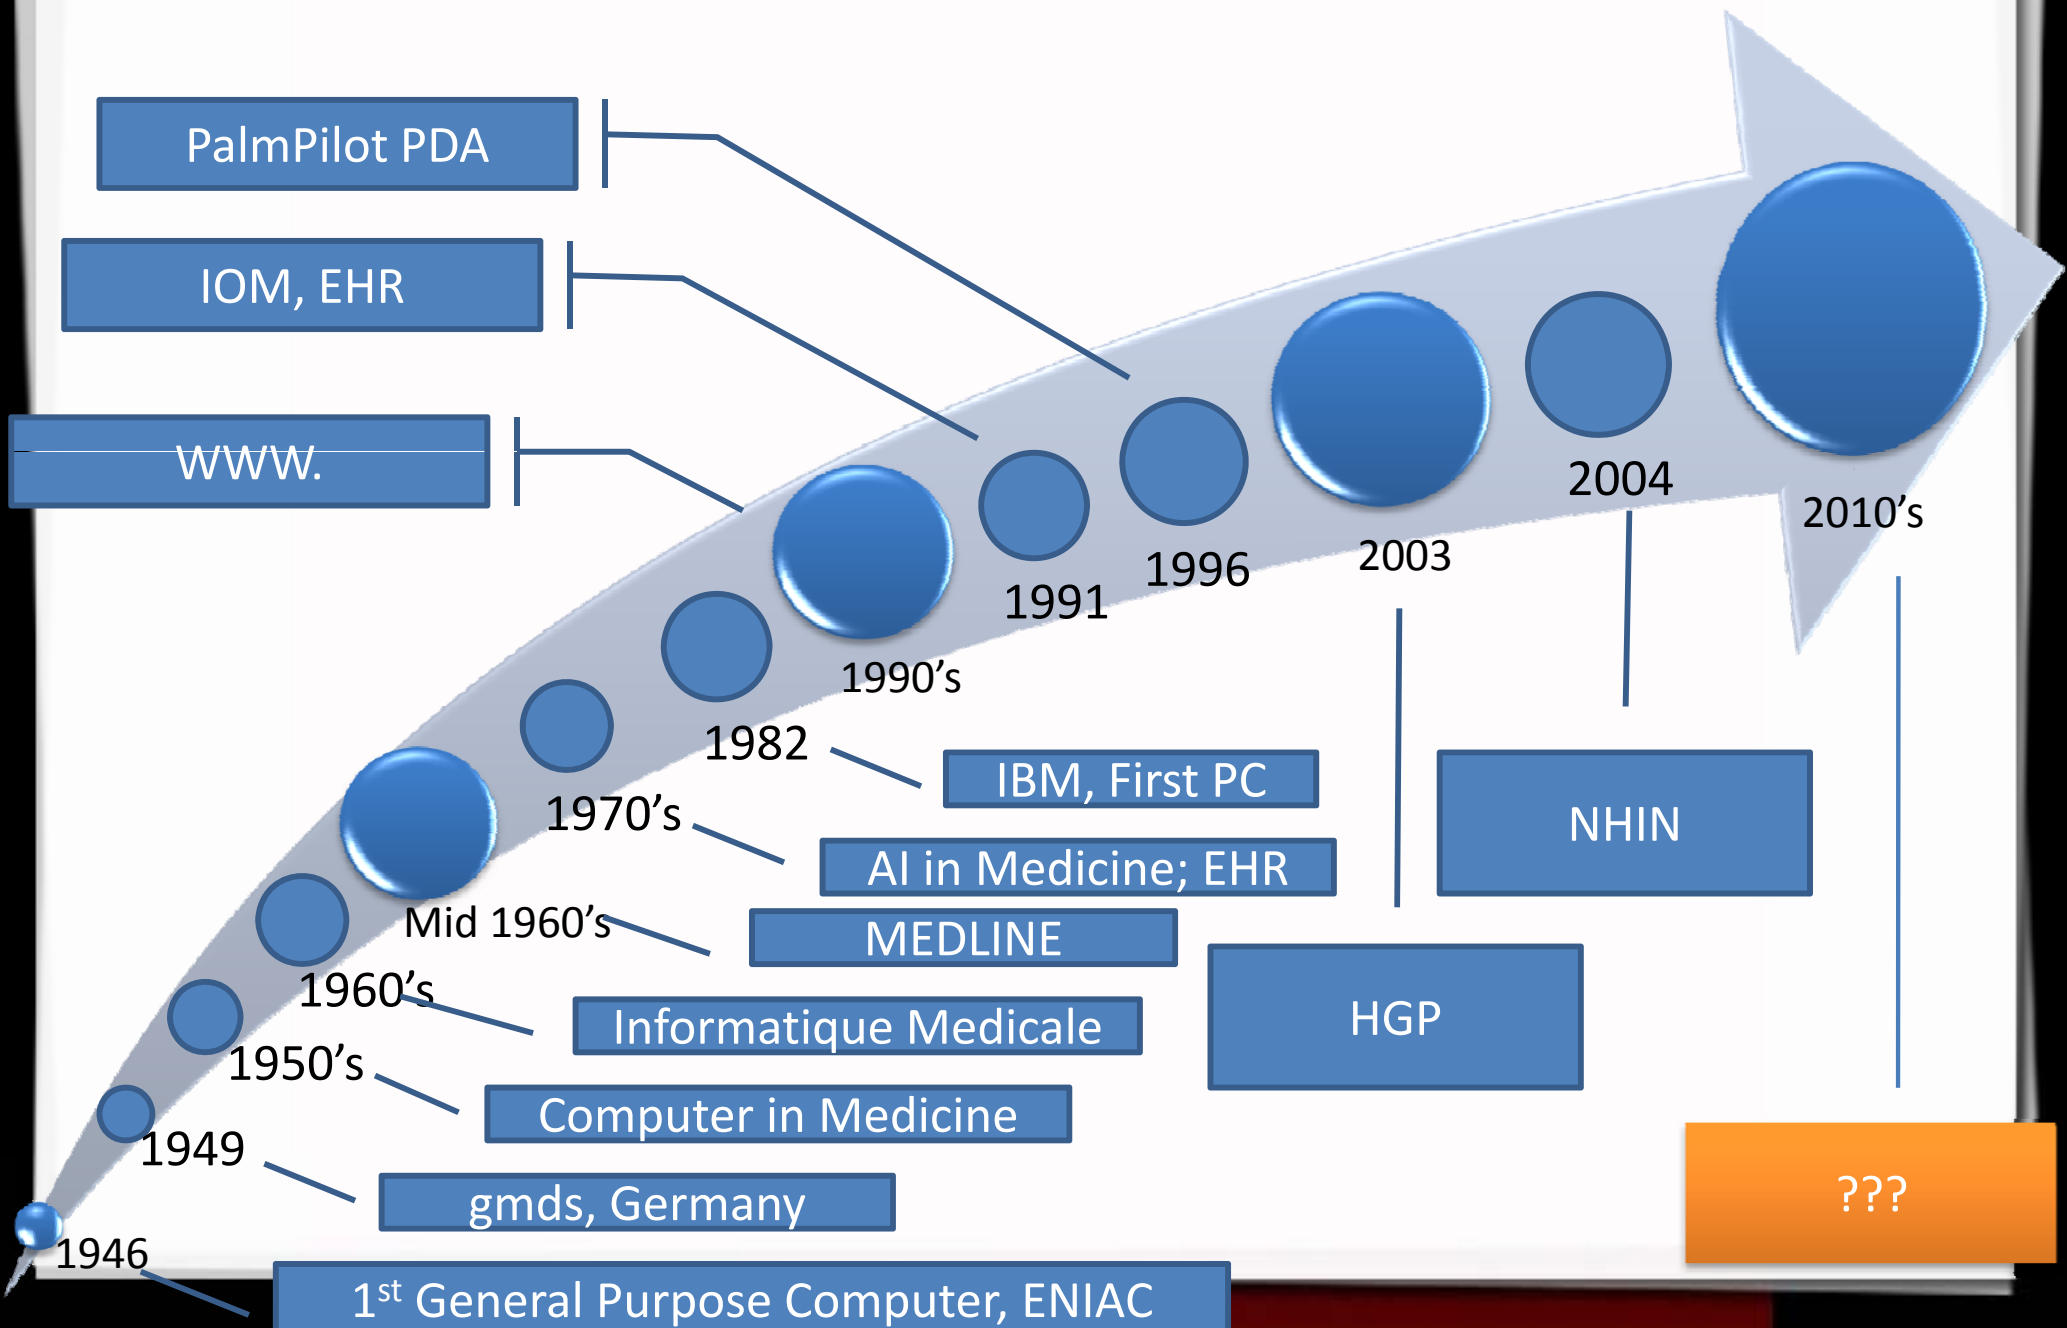 PalmPilot PDA
IOM, EHR
WWW.
2004
2010's
2003
1996
1991
1990's
1982
IBM, First PC
1970's
AI in Medicine; EHR
NHIN
Mid 1960's
MEDLINE
1960's
Informatique Medicale
HGP
1950's
Computer in Medicine
1949
gmds, Germany
???
1946
1st General Purpose Computer, ENIAC